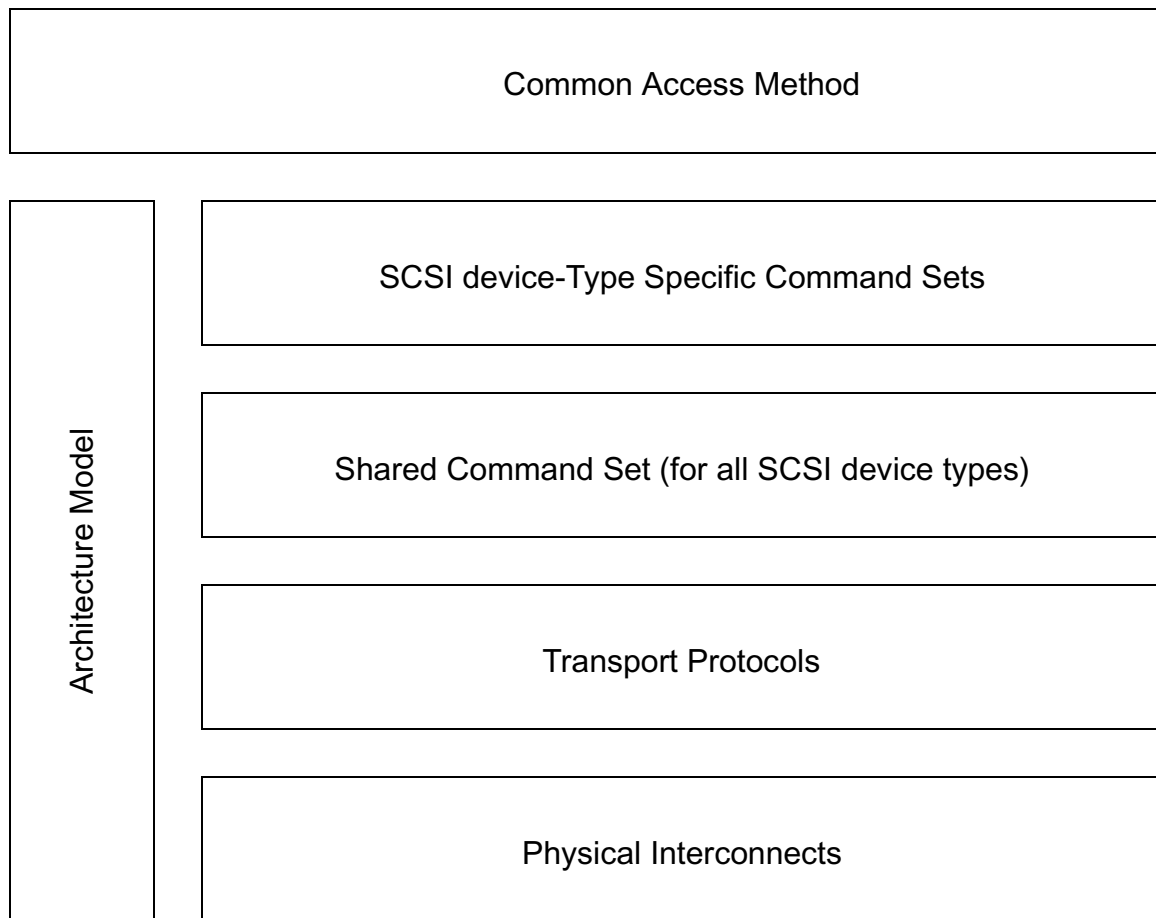 Common Access Method
SCSI device-Type Specific Command Sets
Shared Command Set (for all SCSI device types)
Architecture Model
Transport Protocols
Physical Interconnects